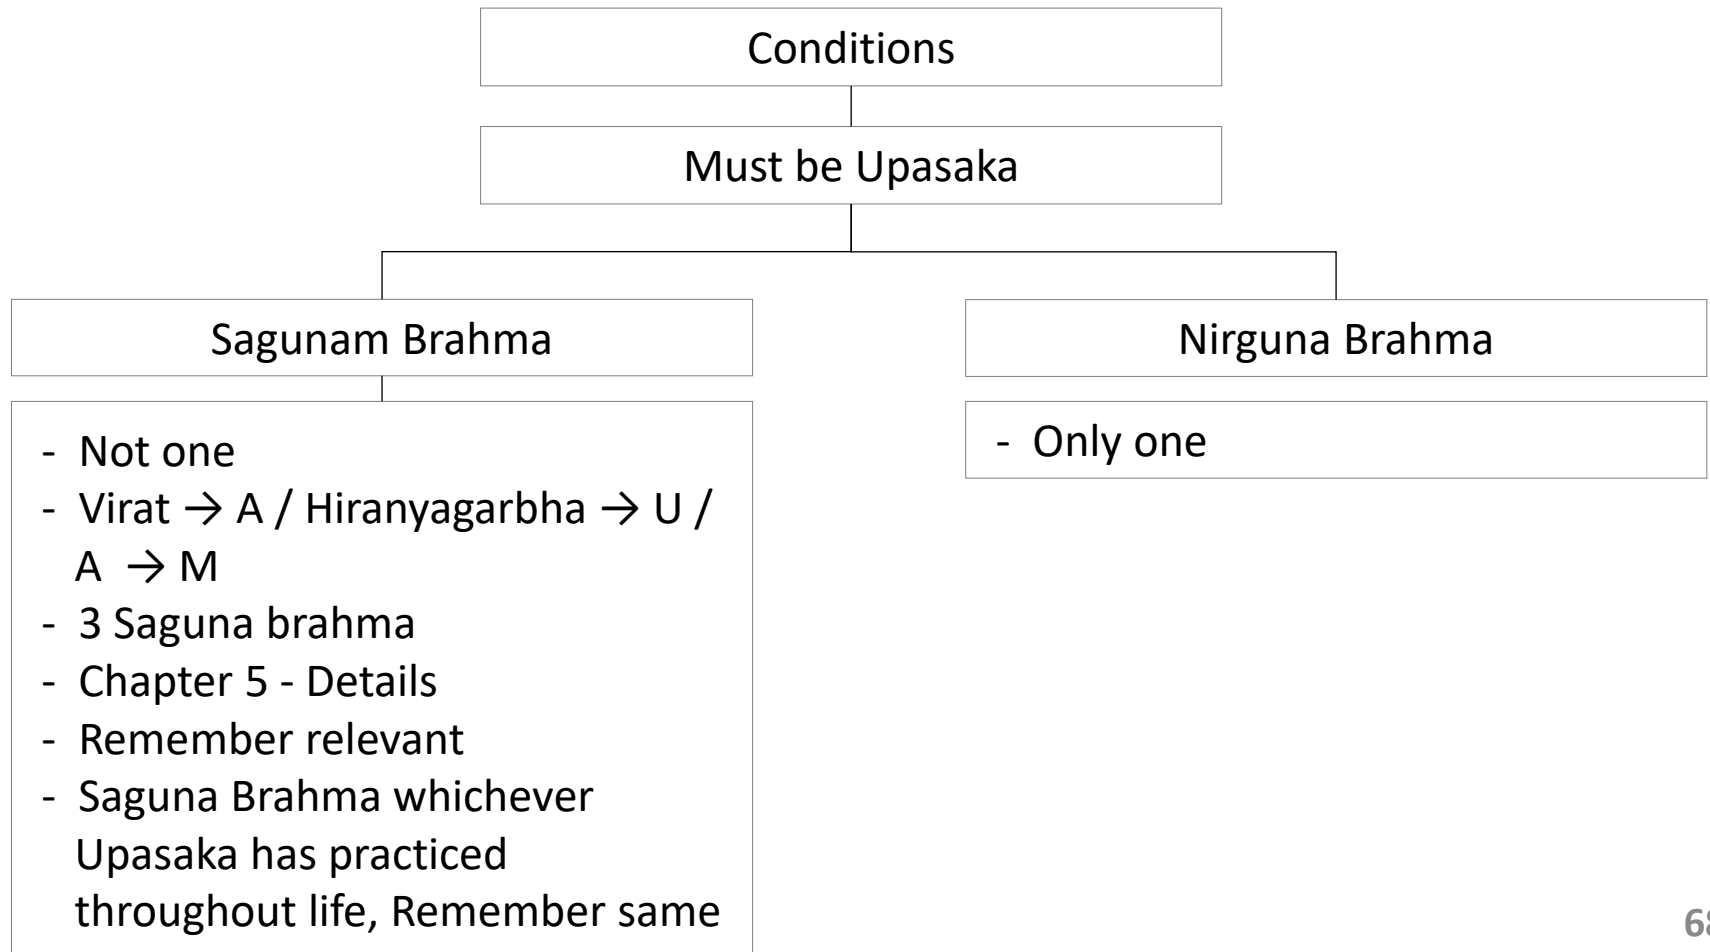 Conditions
Must be Upasaka
Sagunam Brahma
Nirguna Brahma
- Not one
- Virat → A / Hiranyagarbha → U /
A → M
- 3 Saguna brahma
- Chapter 5 - Details
- Remember relevant
- Saguna Brahma whichever
Upasaka has practiced
throughout life, Remember same
- Only one